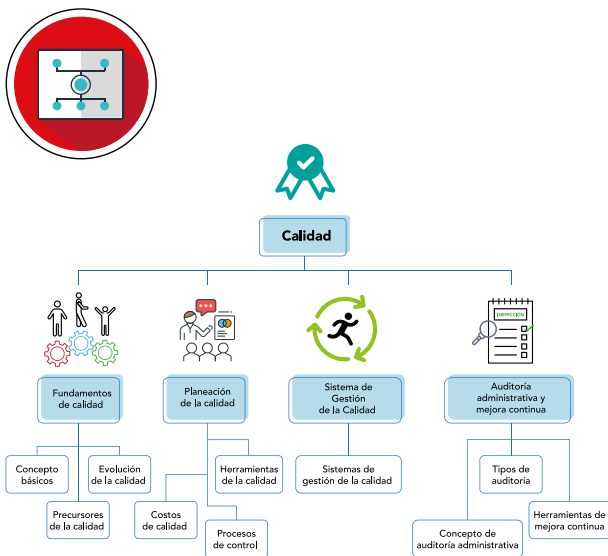 Calidad
INSPECCIÓN
Fundamentos
de calidad
Planeación
de la calidad
Sistema de
Gestión
de la Calidad
Auditoría
administrativa y
mejora continua
Concepto
básicos
Evolución
de la calidad
Precursores
de la calidad
Herramientas
de la calidad
Costos
de calidad
Procesos
de control
Sistemas de
gestión de la calidad
Tipos de
auditoría
Concepto de
auditoría administrativa
Herramientas de
mejora continua